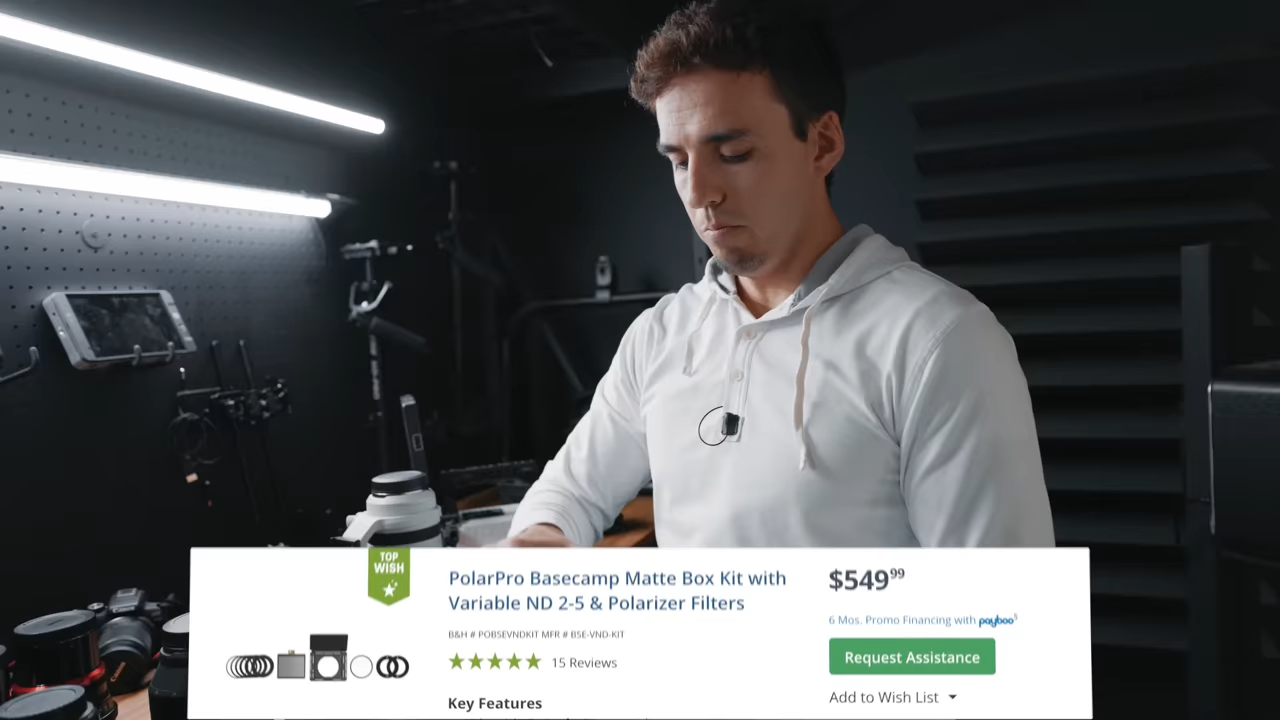 TOP
WISH
PolarPro Basecamp Matte Box Kit with
Variable ND 2-5 & Polarizer Filters
B&H # POBSEVNDKIT MFR # BSE-VND-KIT
15 Reviews
Key Features
$549.99
6 Mos. Promo Financing with payboo§
Request Assistance
Add to Wish List